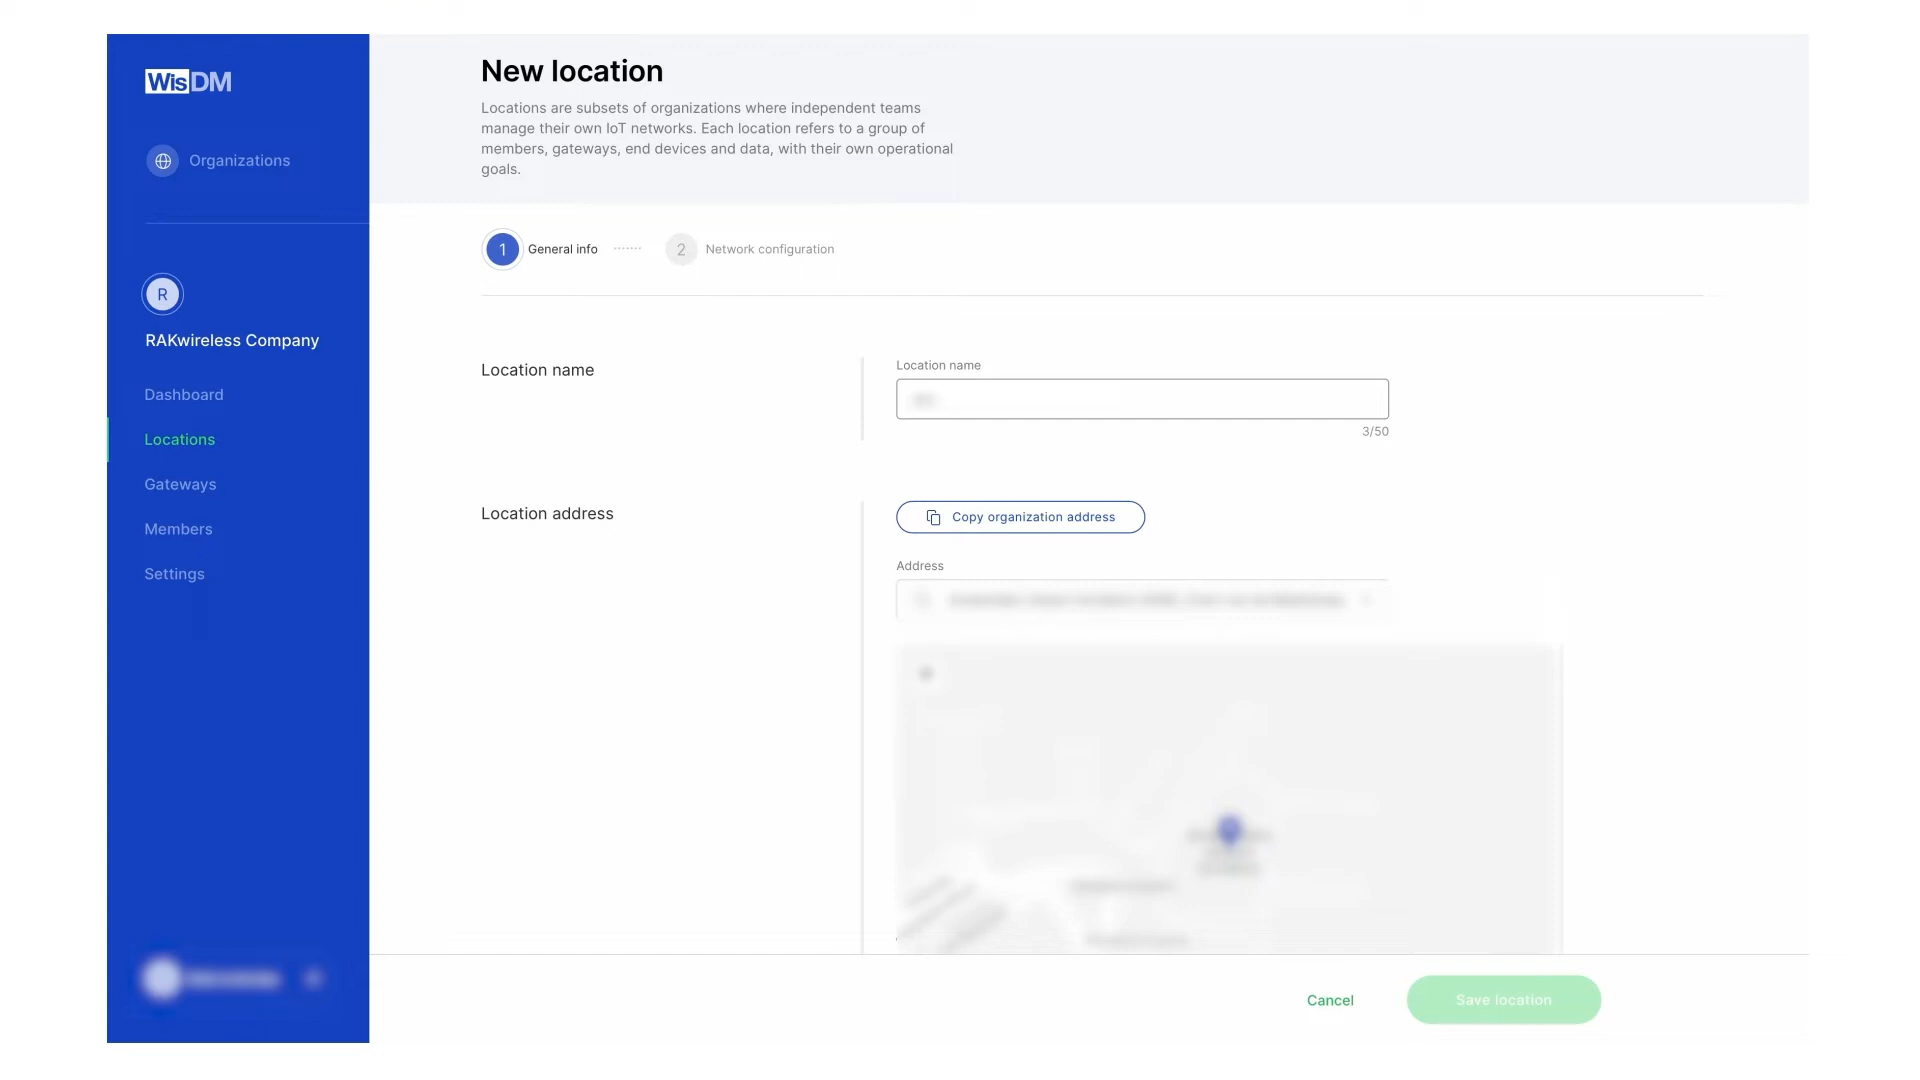 WisDM
Organizations
R
RAKwireless Company
Dashboard
Locations
Gateways
Members
Settings
New location
Locations are subsets of organizations where independent teams
manage their own IoT networks. Each location refers to a group of
members, gateways, end devices and data, with their own operational
goals.
1 General info
2 Network configuration
Location name
Location name
3/50
Location address
Copy organization address
Address
Cancel
Save location